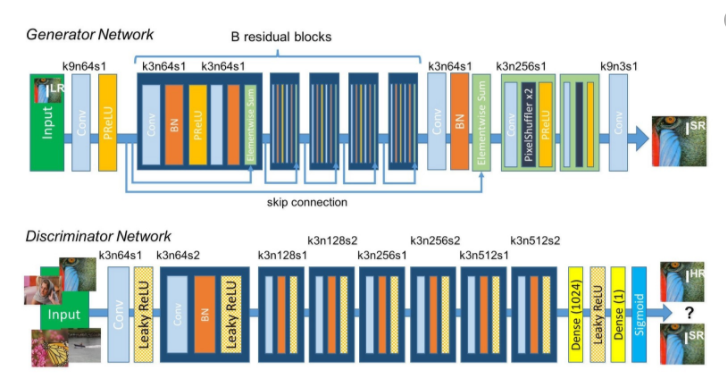 Generator Network
B residual blocks
k9n64s1
k3n64s1
k3n64s1
k3n64s1
k3n256s1
k9n3s1
I LR
Input
Conv
PReLU
Conv
BN
PReLU
Elementwise Sum
Conv
BN
Elementwise Sum
Conv
PixelShuffler x2
PReLU
Conv
I SR
skip connection
Discriminator Network
k3n64s1
k3n64s2
k3n128s1
k3n128s2
k3n256s1
k3n256s2
k3n512s1
k3n512s2
Input
Conv
Leaky ReLU
Conv
BN
Leaky ReLU
Dense (1024)
Leaky ReLU
Dense (1)
Sigmoid
I HR
?
I SR